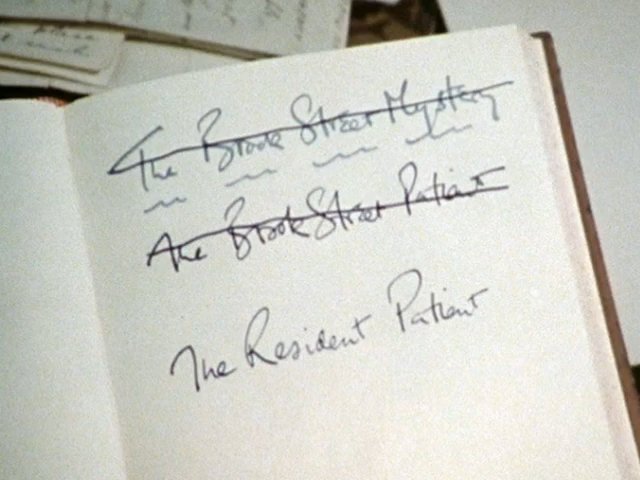 The Brook Street Mystery
The Brook Street Patient
The Resident Patient